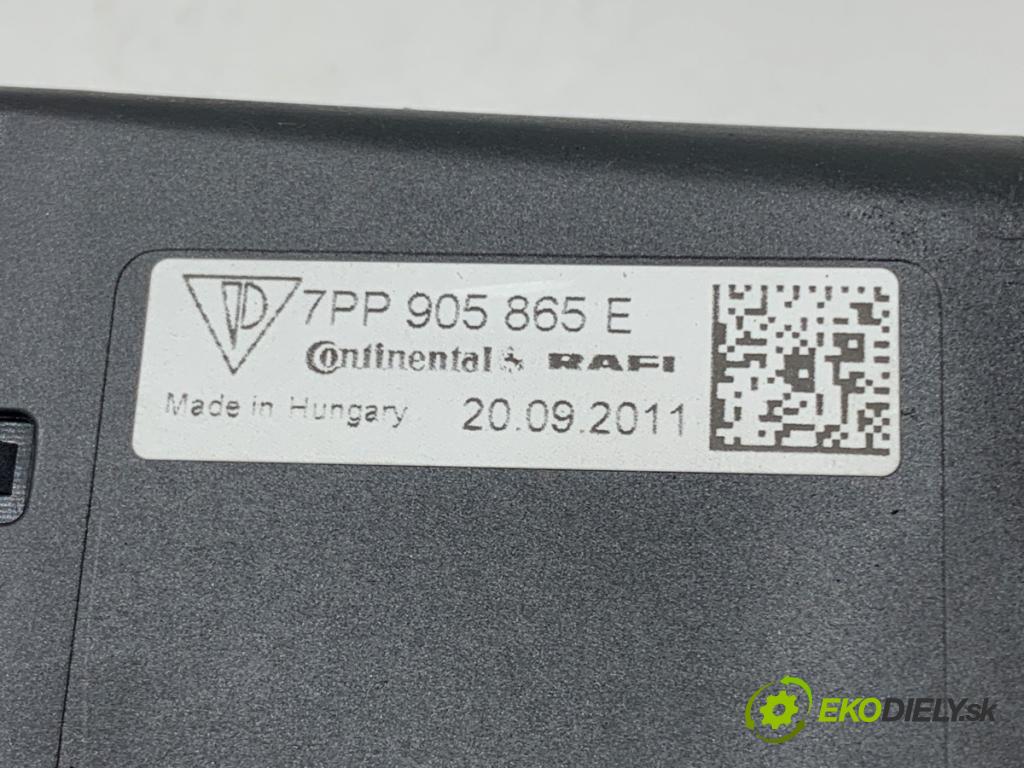 7PP 905 865 E
Continental RAFI
Made in Hungary 20.09.2011
EKODIELY.sk